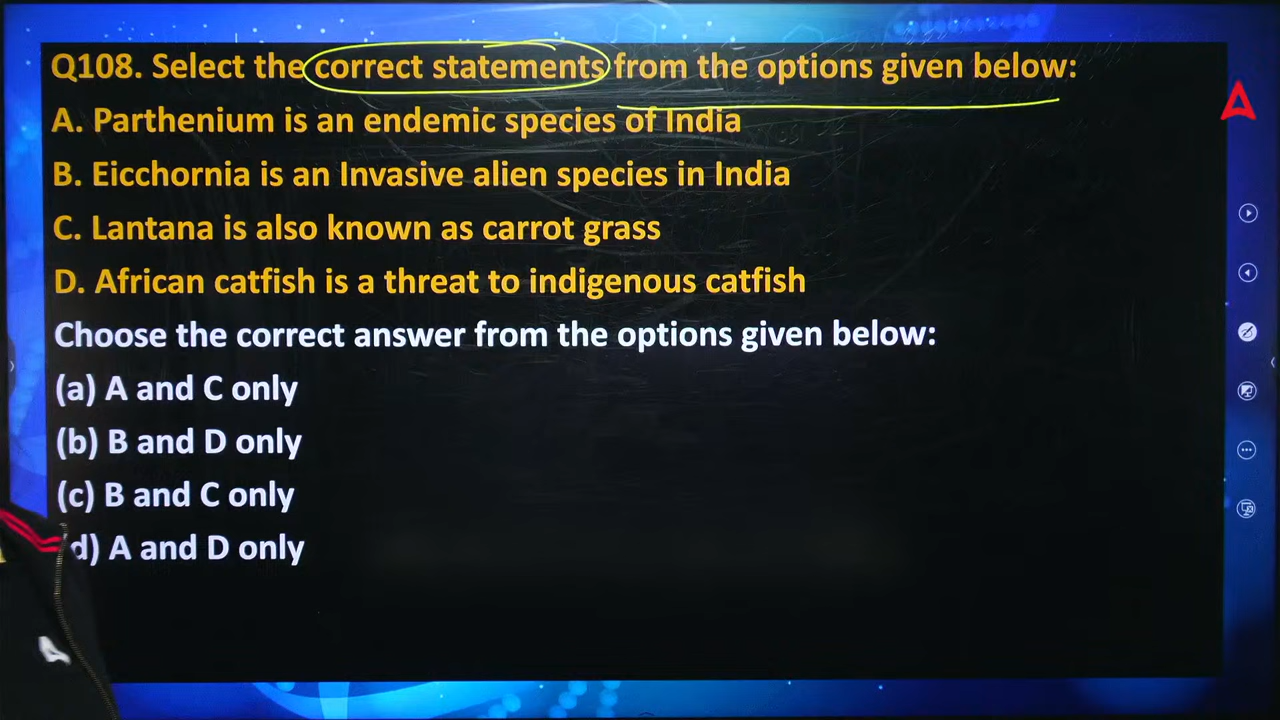 Q108. Select the correct statements from the options given below:
A. Parthenium is an endemic species of India
B. Eicchornia is an Invasive alien species in India
C. Lantana is also known as carrot grass
D. African catfish is a threat to indigenous catfish
Choose the correct answer from the options given below:
(a) A and C only
(b) B and D only
(c) B and C only
d) A and D only